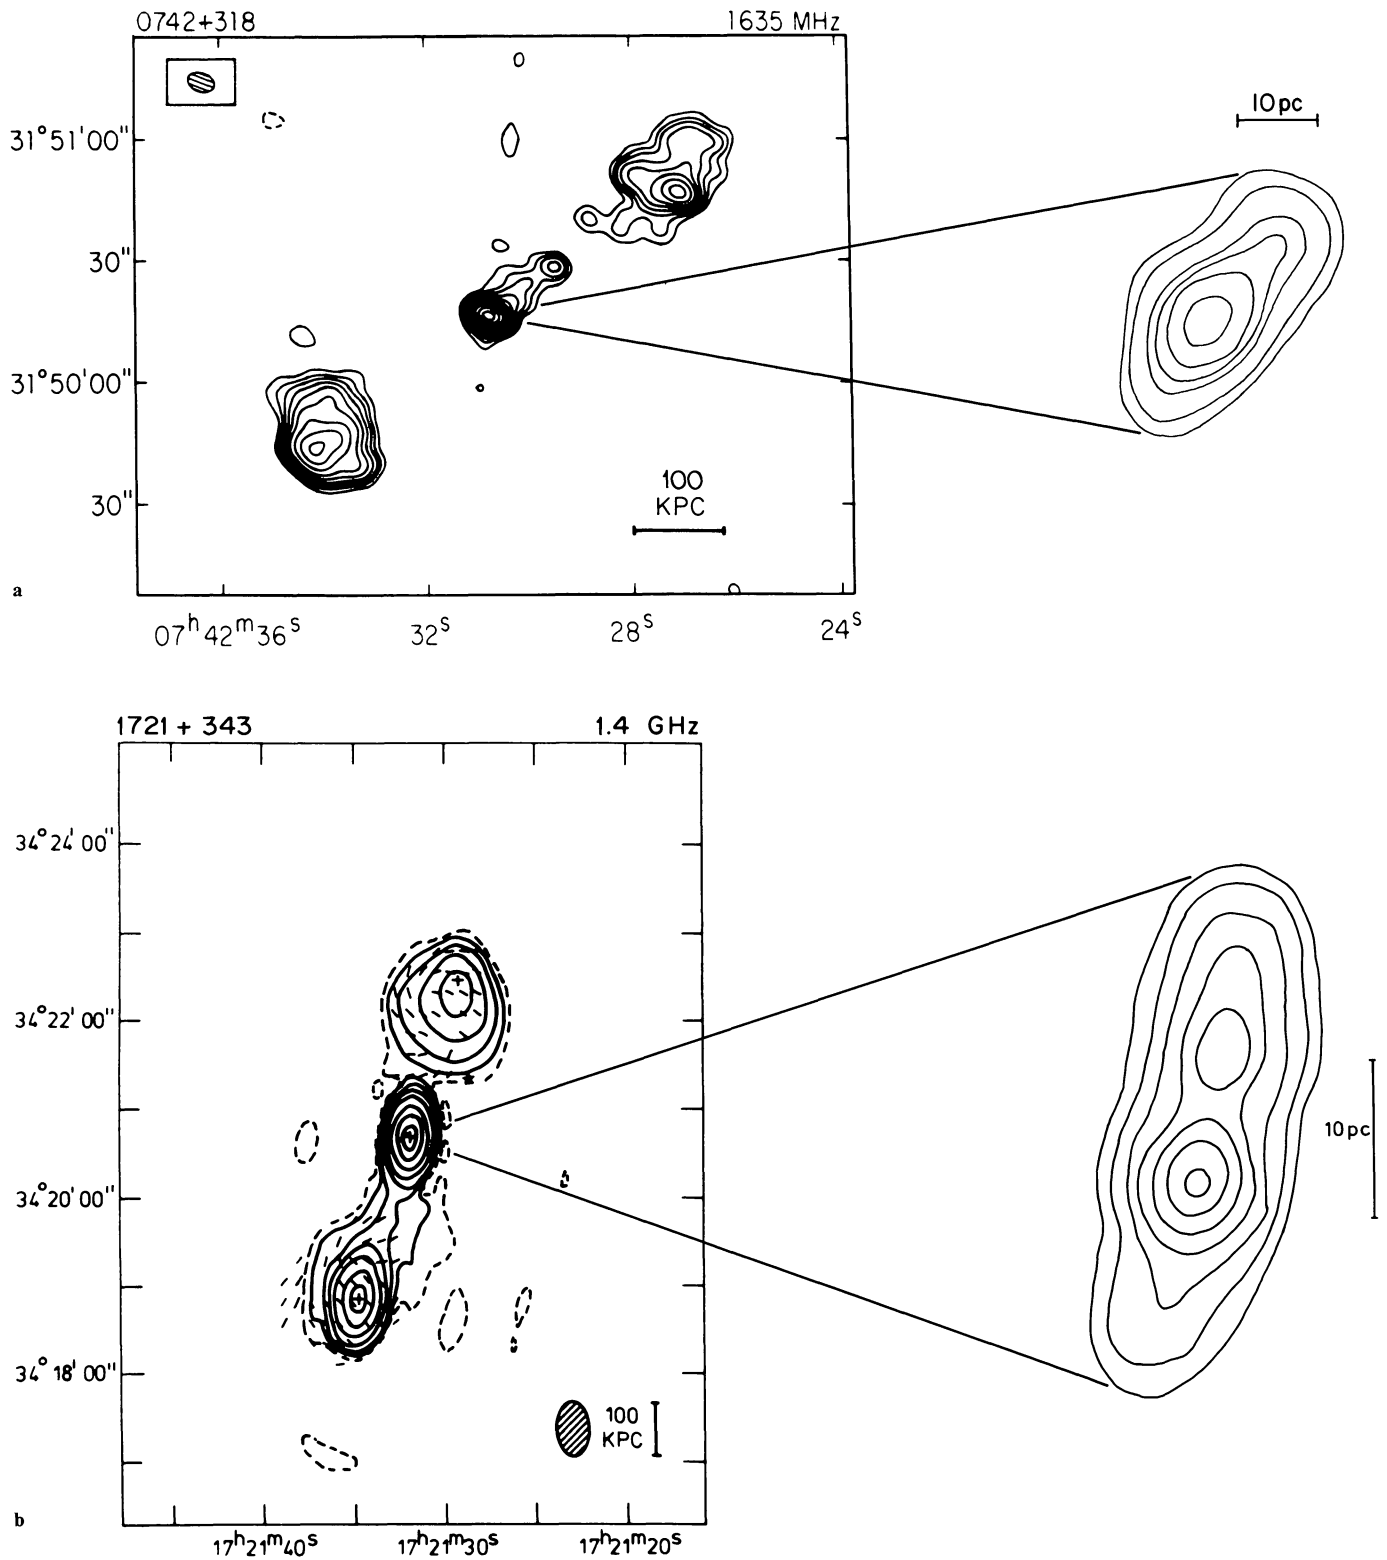 0742+318 1635 MHz
10pc
31°51'00"
30"
31°50'00"
100
KPC
30"
a
07ʰ42ᵐ36ˢ 32ˢ 28ˢ 24ˢ
1721 + 343 1.4 GHz
34°24'00"
34°22'00"
10pc
34°20'00"
34°18'00"
100
KPC
b
17ʰ21ᵐ40ˢ 17ʰ21ᵐ30ˢ 17ʰ21ᵐ20ˢ